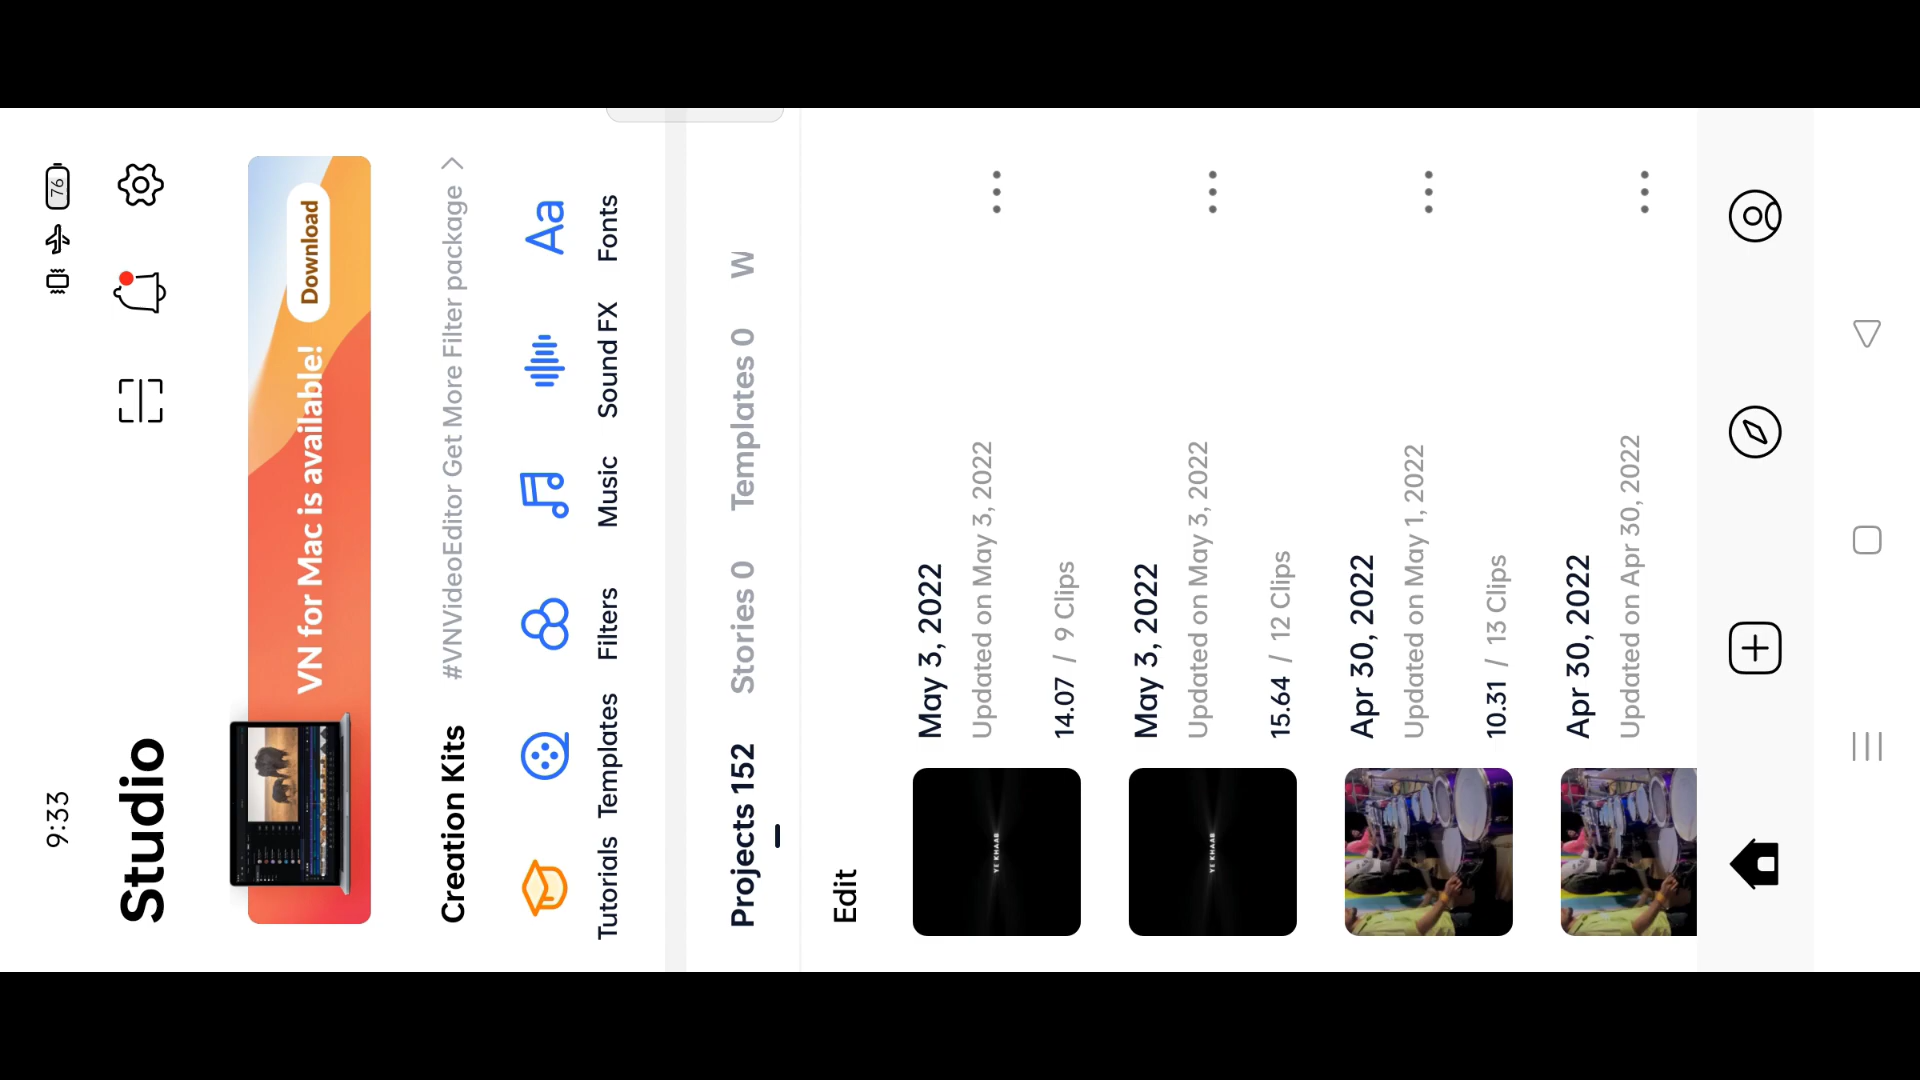 9:33
76
Studio
VN for Mac is available!
Download
Creation Kits
#VNVideoEditor Get More Filter package >
Tutorials
Templates
Filters
Music
Sound FX
Aa
Fonts
Projects 152
Stories 0
Templates 0
W
Edit
May 3, 2022
Updated on May 3, 2022
14.07 / 9 Clips
YE KHAAB
May 3, 2022
Updated on May 3, 2022
15.64 / 12 Clips
YE KHAAB
Apr 30, 2022
Updated on May 1, 2022
10.31 / 13 Clips
Apr 30, 2022
Updated on Apr 30, 2022